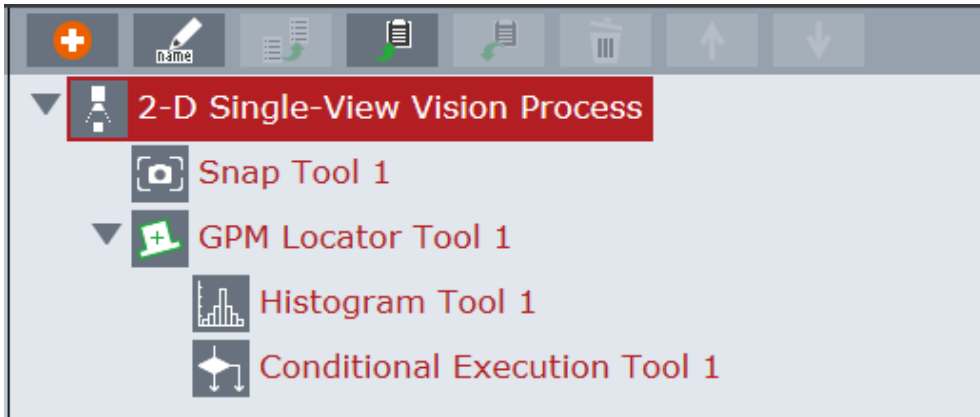 name
2-D Single-View Vision Process
Snap Tool 1
GPM Locator Tool 1
Histogram Tool 1
Conditional Execution Tool 1